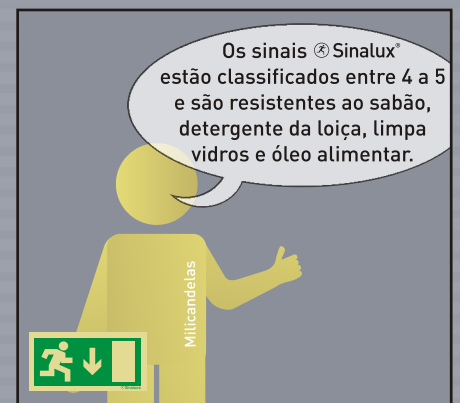 Os sinais Sinalux®
estão classificados entre 4 a 5
e são resistentes ao sabão,
detergente da loiça, limpa
vidros e óleo alimentar.
Milicandelas
Sinalux